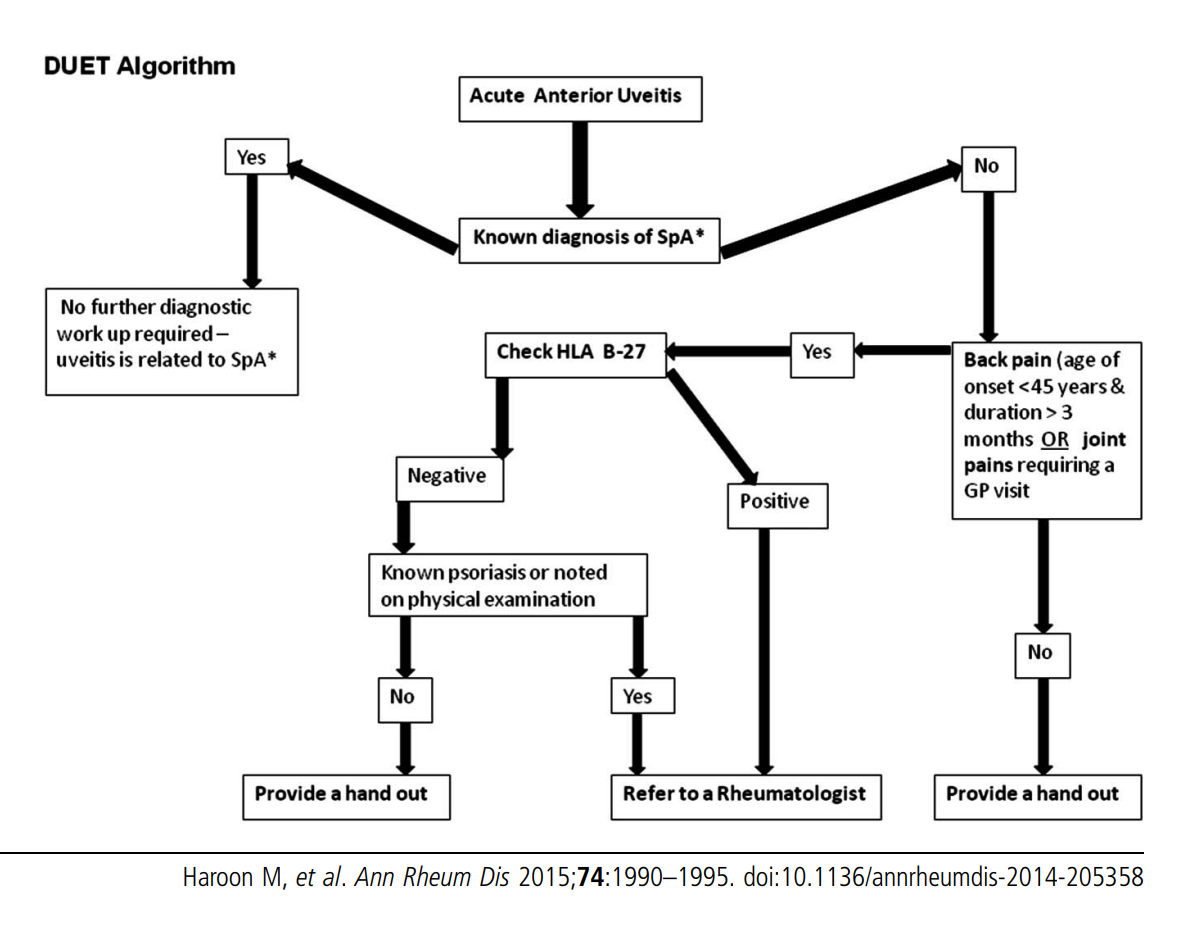 DUET Algorithm
Acute Anterior Uveitis
Yes
No
Known diagnosis of SpA*
No further diagnostic
work up required –
uveitis is related to SpA*
Check HLA B-27
Yes
Back pain (age of
onset <45 years &
duration > 3
months OR joint
pains requiring a
GP visit
Negative
Positive
Known psoriasis or noted
on physical examination
No
No
Yes
Provide a hand out
Refer to a Rheumatologist
Provide a hand out
Haroon M, et al. Ann Rheum Dis 2015;74:1990–1995. doi:10.1136/annrheumdis-2014-205358